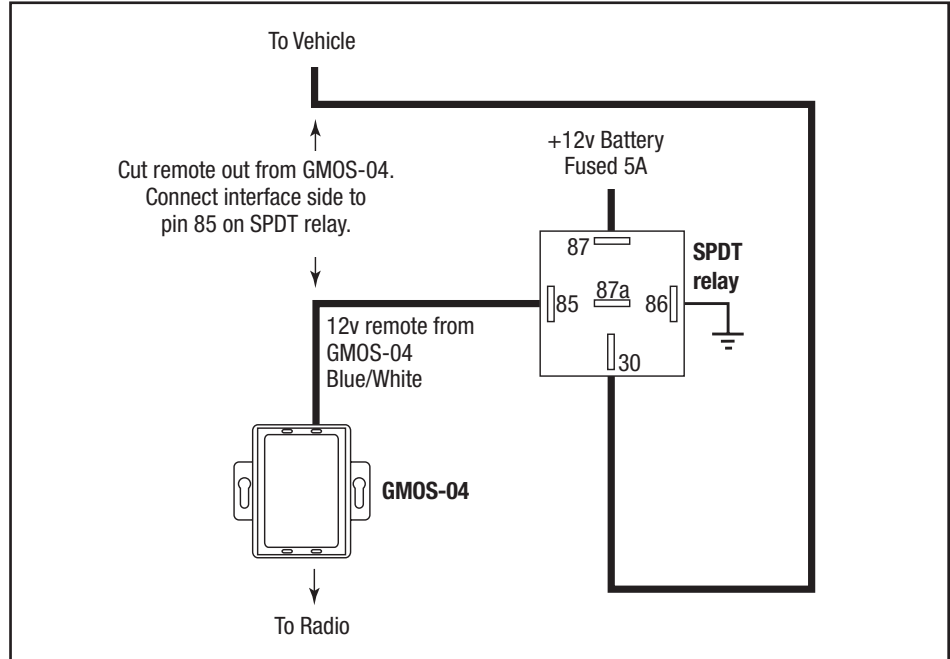 To Vehicle
Cut remote out from GMOS-04.
Connect interface side to
pin 85 on SPDT relay.
+12v Battery
Fused 5A
87
SPDT
relay
85
87a
86
30
12v remote from
GMOS-04
Blue/White
GMOS-04
To Radio